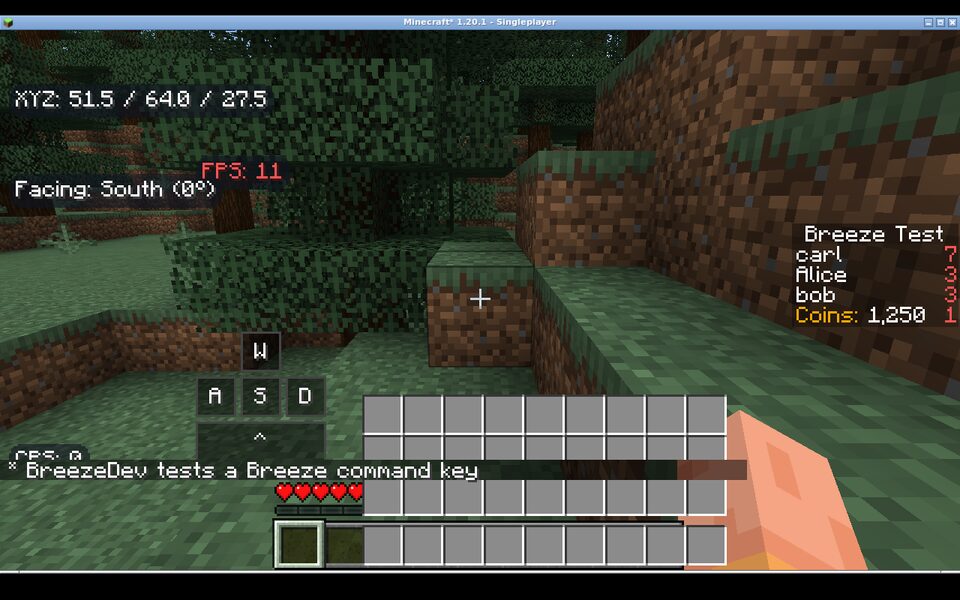 Minecraft* 1.20.1 - Singleplayer
XYZ: 51.5 / 64.0 / 27.5
FPS: 11
Facing: South (0°)
Breeze Test
carl 7
Alice 3
bob 3
Coins: 1,250 1
W
A S D
^
CPS: 0
* BreezeDev tests a Breeze command key